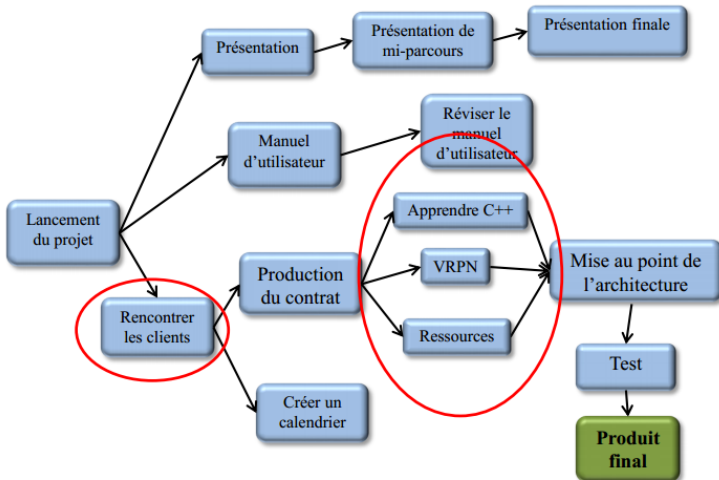 Présentation
Présentation de
mi-parcours
Présentation finale
Manuel
d'utilisateur
Réviser le
manuel
d'utilisateur
Lancement
du projet
Apprendre C++
Production
du contrat
VRPN
Mise au point de
l'architecture
Rencontrer
les clients
Ressources
Test
Créer un
calendrier
Produit
final